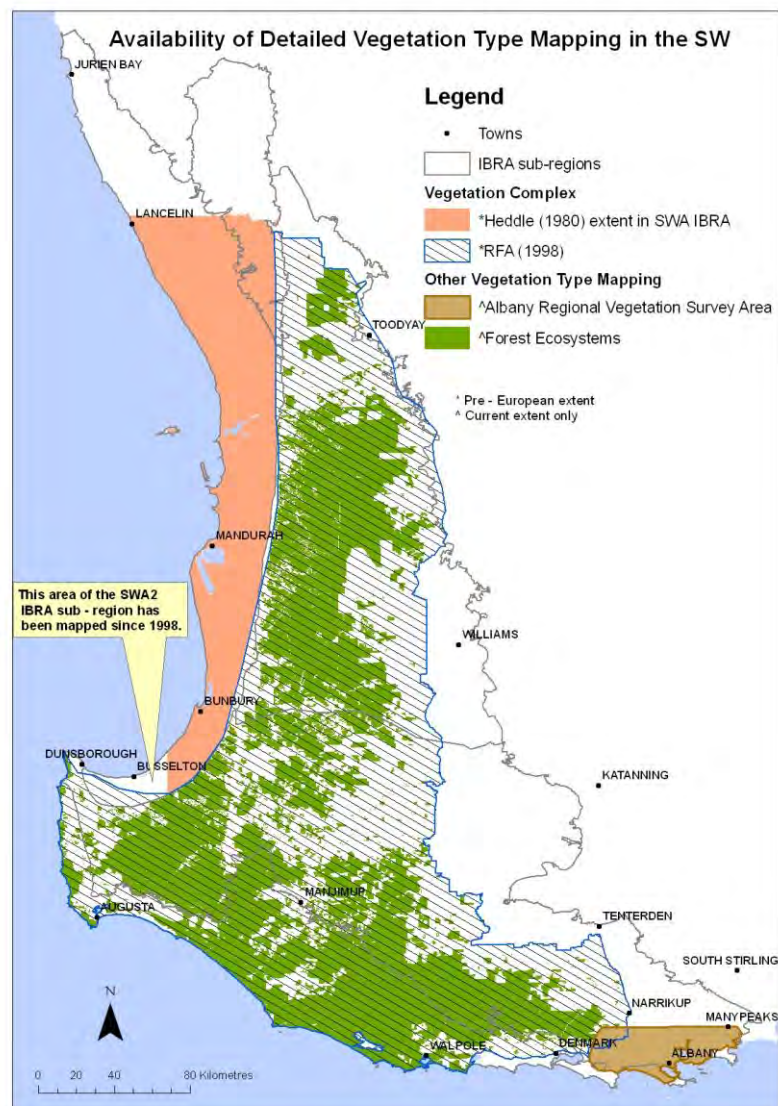 Availability of Detailed Vegetation Type Mapping in the SW
JURIEN BAY
Legend
Towns
IBRA sub-regions
Vegetation Complex
*Heddle (1980) extent in SWA IBRA
*RFA (1998)
Other Vegetation Type Mapping
^Albany Regional Vegetation Survey Area
^Forest Ecosystems
* Pre - European extent
^ Current extent only
LANCELIN
TOODYAY
MANDURAH
This area of the SWA2
IBRA sub - region has
been mapped since 1998.
WILLIAMS
BUNBURY
DUNSBOROUGH
BUSSELTON
KATANNING
MANJIMUP
AUGUSTA
TENTERDEN
SOUTH STIRLING
NARRIKUP
MANYPEAKS
WALPOLE
DENMARK
ALBANY
N
0 20 40 80 Kilometres